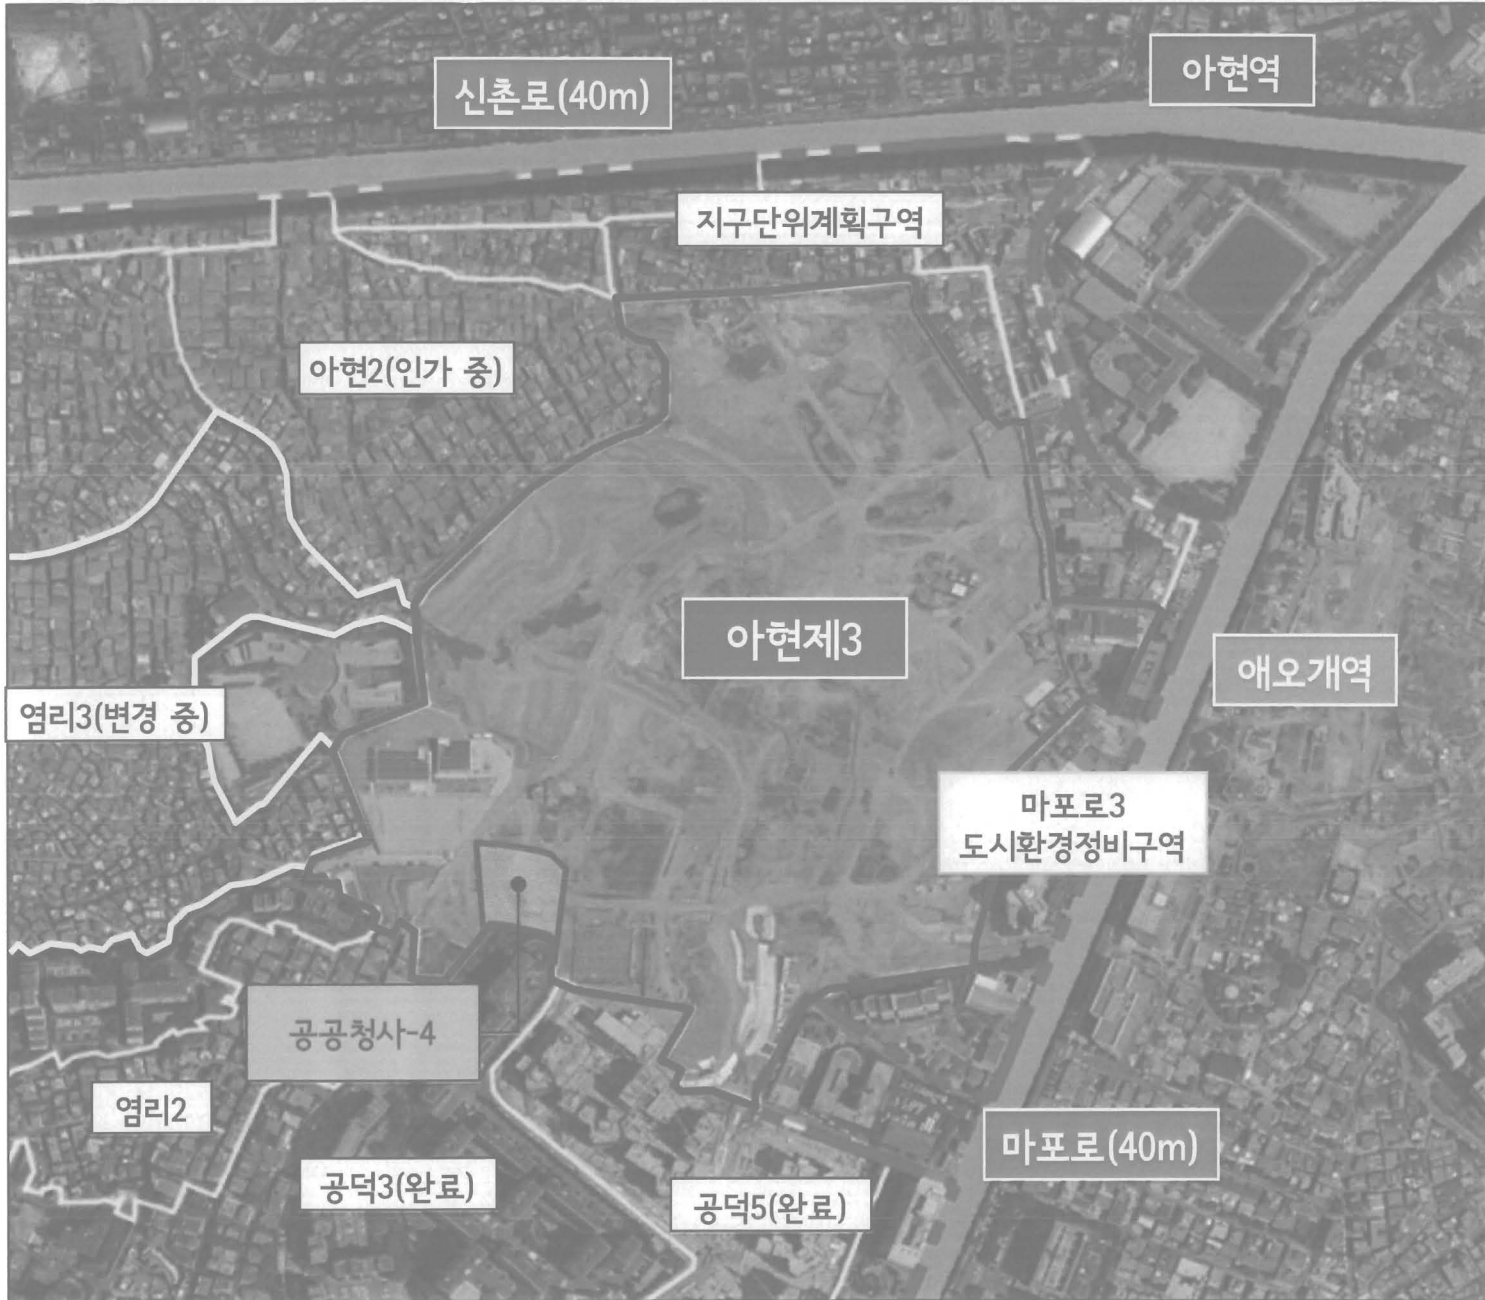 아현역
신촌로(40m)
지구단위계획구역
아현2(인가 중)
아현제3
애오개역
염리3(변경 중)
마포로3
도시환경정비구역
공공청사-4
염리2
마포로(40m)
공덕3(완료)
공덕5(완료)